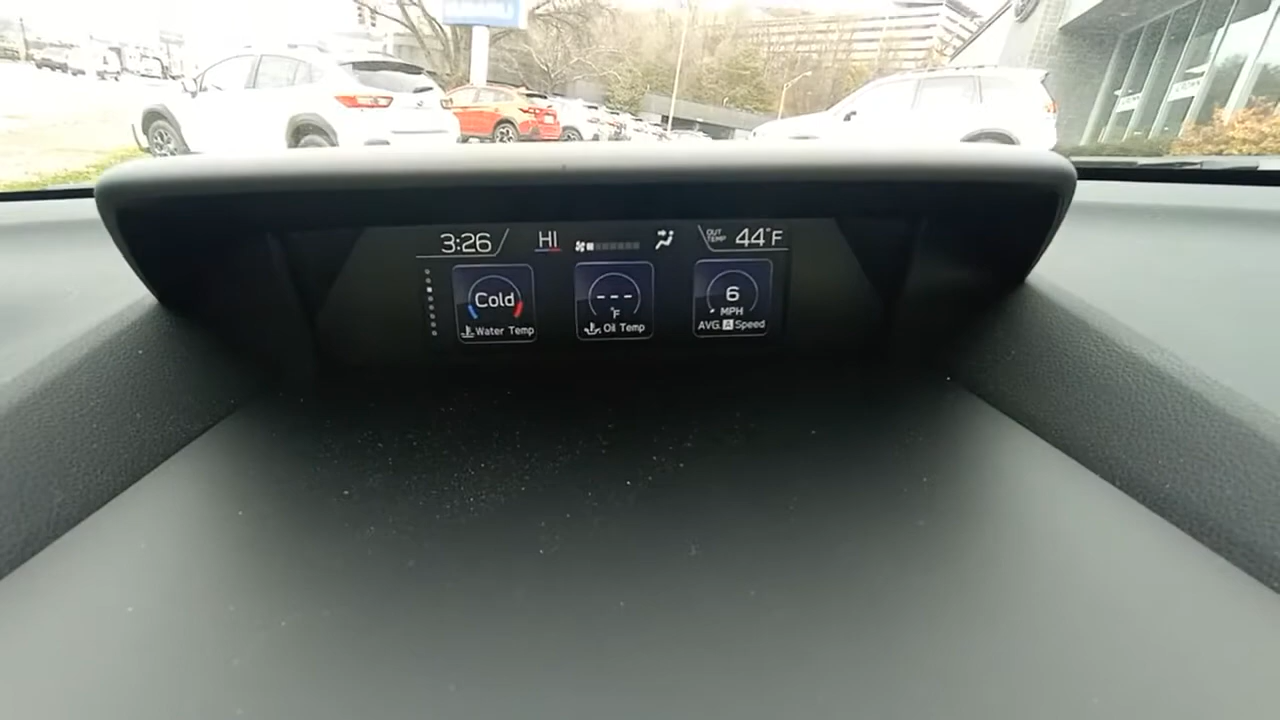 3:26 HI OUT TEMP 44°F
Cold
Water Temp
---
°F
Oil Temp
6
MPH
AVG. A Speed